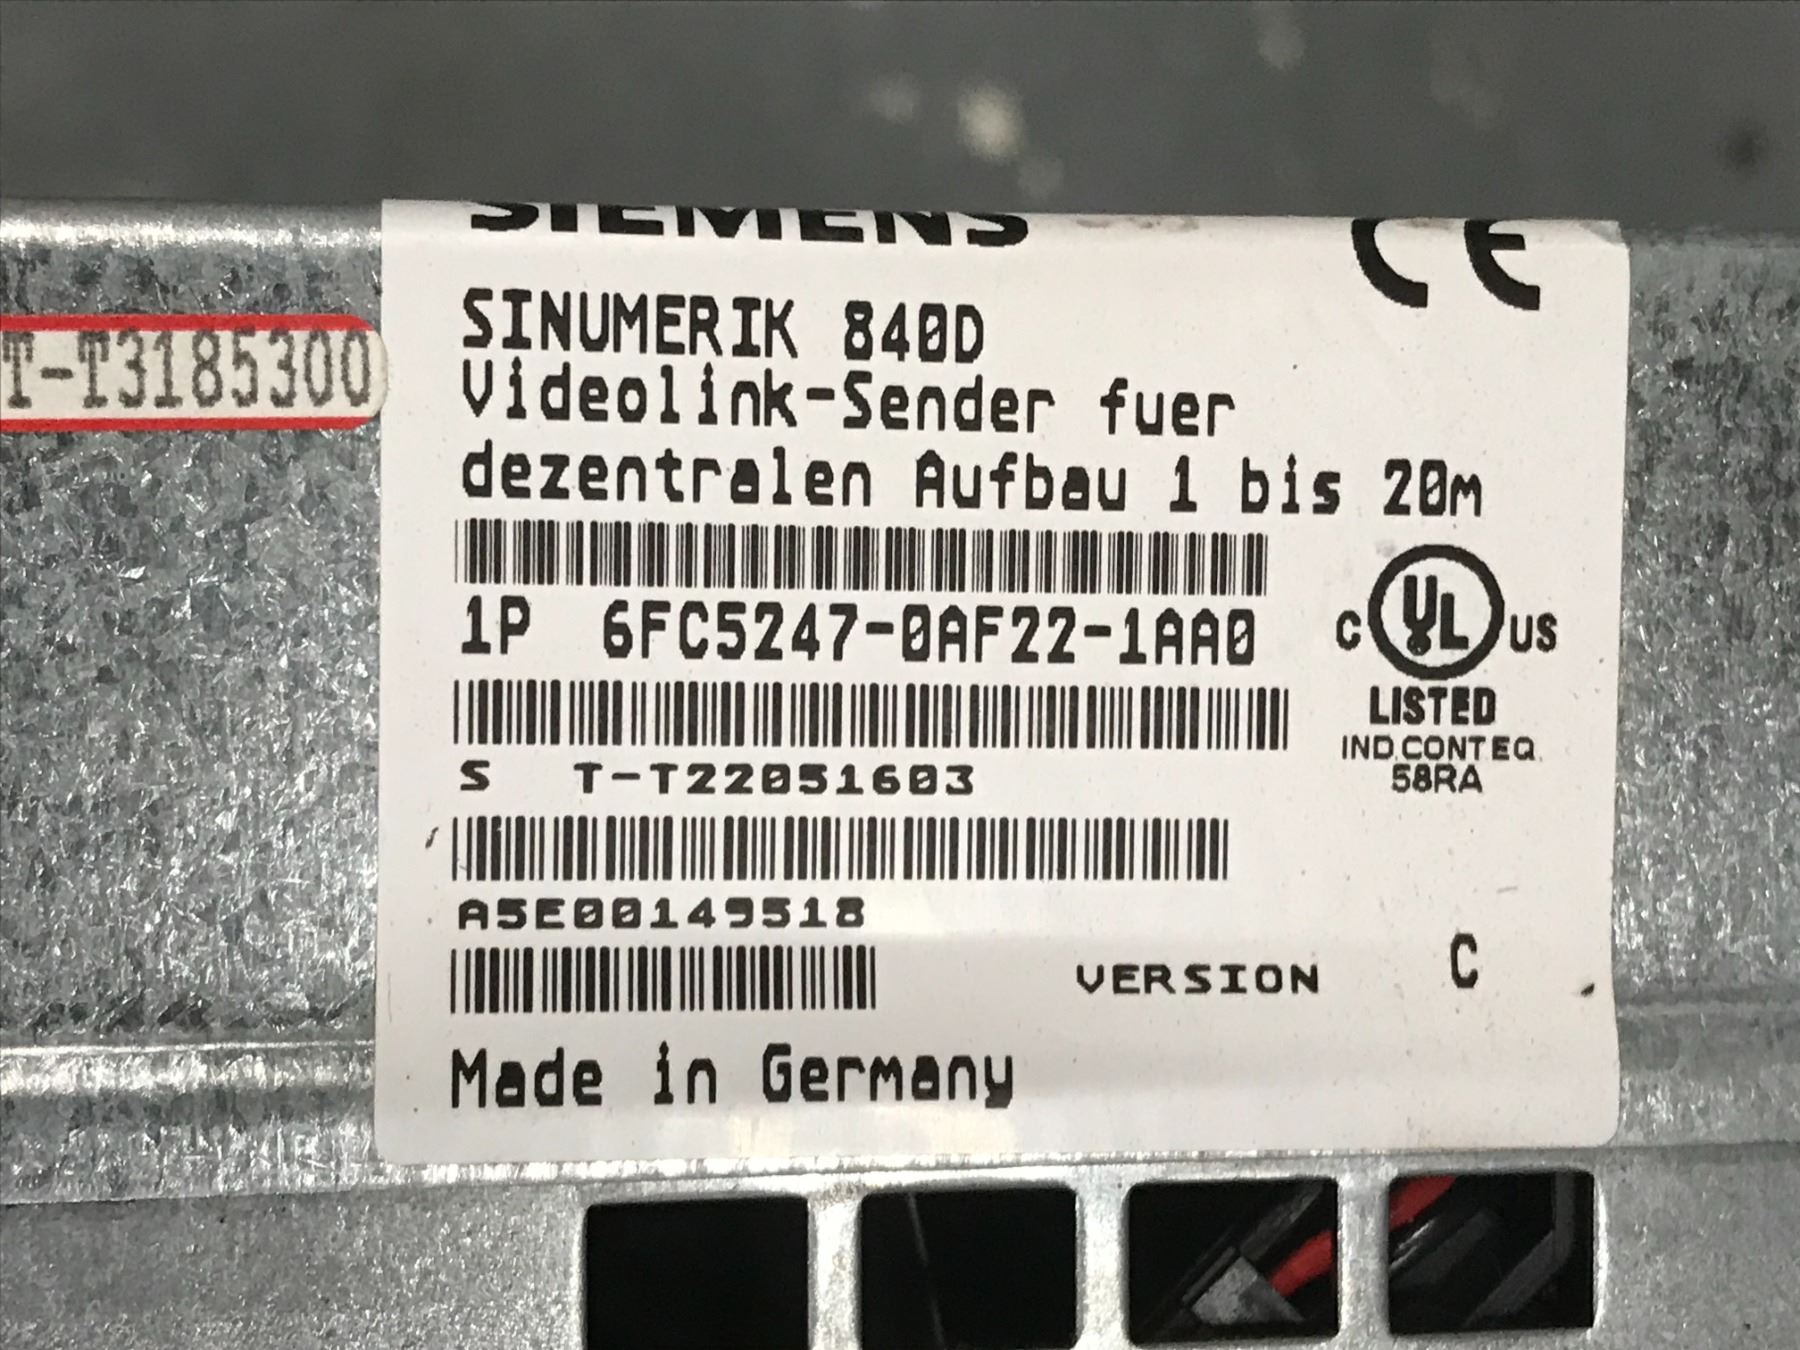 SIEMENS
CE
SINUMERIK 840D
T-T3185300
Videolink-Sender fuer
dezentralen Aufbau 1 bis 20m
1P 6FC5247-0AF22-1AA0
C UL US
LISTED
IND.CONT.EQ.
58RA
S T-T22051603
A5E00149518
VERSION C
Made in Germany